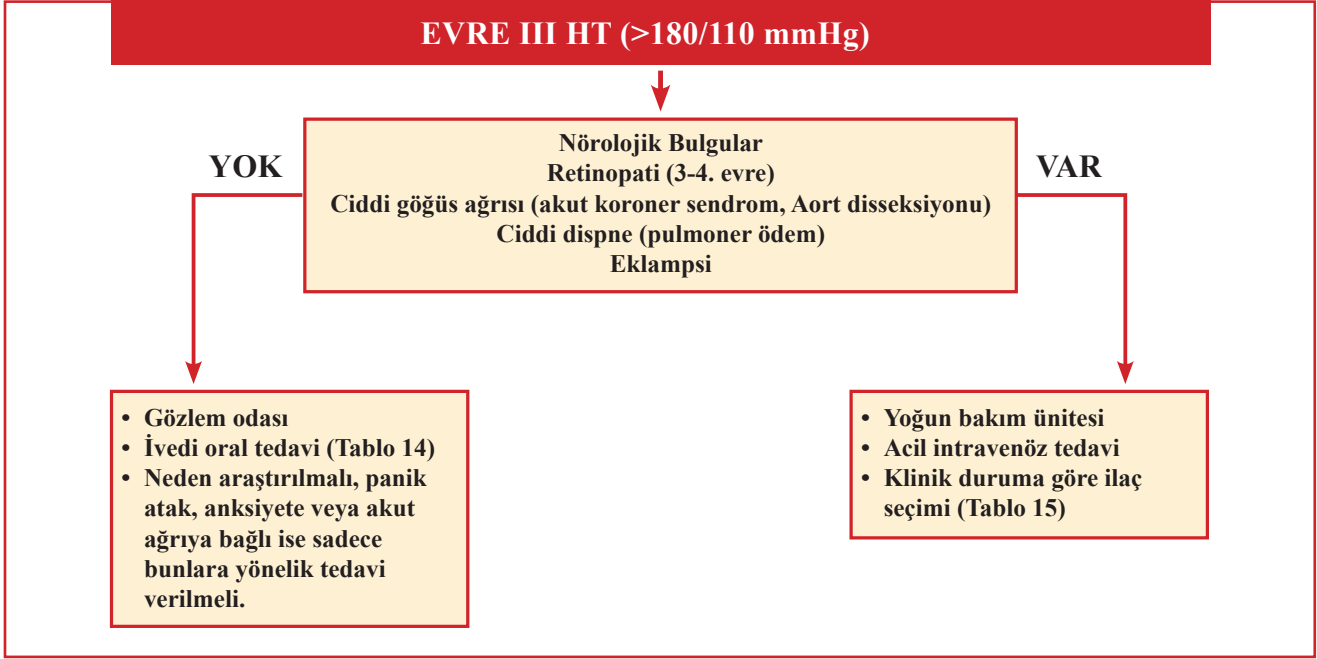 EVRE III HT (>180/110 mmHg)
YOK
Nörolojik Bulgular
Retinopati (3-4. evre)
Ciddi göğüs ağrısı (akut koroner sendrom, Aort disseksiyonu)
Ciddi dispne (pulmoner ödem)
Eklampsi
VAR
• Gözlem odası
• İvedi oral tedavi (Tablo 14)
• Neden araştırılmalı, panik
atak, anksiyete veya akut
ağrıya bağlı ise sadece
bunlara yönelik tedavi
verilmeli.
• Yoğun bakım ünitesi
• Acil intravenöz tedavi
• Klinik duruma göre ilaç
seçimi (Tablo 15)